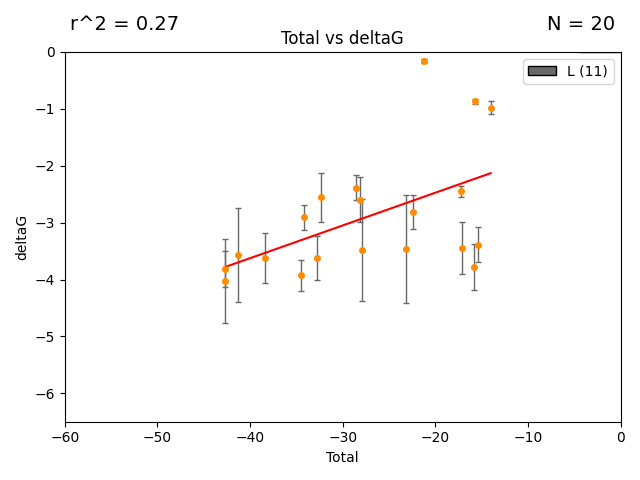 r^2 = 0.27
N = 20
Total vs deltaG
L (11)
deltaG
0
−1
−2
−3
−4
−5
−6
−60
−50
−40
−30
−20
−10
0
Total